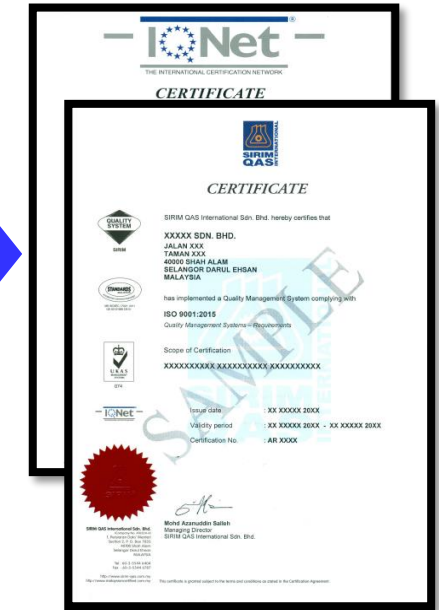 IQNet
®
THE INTERNATIONAL CERTIFICATION NETWORK
CERTIFICATE
SIRIM
QAS
INTERNATIONAL
CERTIFICATE
QUALITY
SYSTEM
SIRIM
SIRIM QAS International Sdn. Bhd. hereby certifies that
XXXXX SDN. BHD.
JALAN XXX
TAMAN XXX
40000 SHAH ALAM
SELANGOR DARUL EHSAN
MALAYSIA
STANDARDS
has implemented a Quality Management System complying with
ISO 9001:2015
Quality Management Systems – Requirements
UKAS
Scope of Certification
XXXXXXXXXX XXXXXXXXXX XXXXXXXXXX
SAMPLE
IQNet
Issue date : XX XXXXX 20XX
Validity period : XX XXXXX 20XX - XX XXXXX 20XX
Certification No. : AR XXXX
Mohd Azanuddin Salleh
Managing Director
SIRIM QAS International Sdn. Bhd.
SIRIM QAS International Sdn. Bhd.
This certificate is granted subject to the terms and conditions as stated in the Certification Agreement